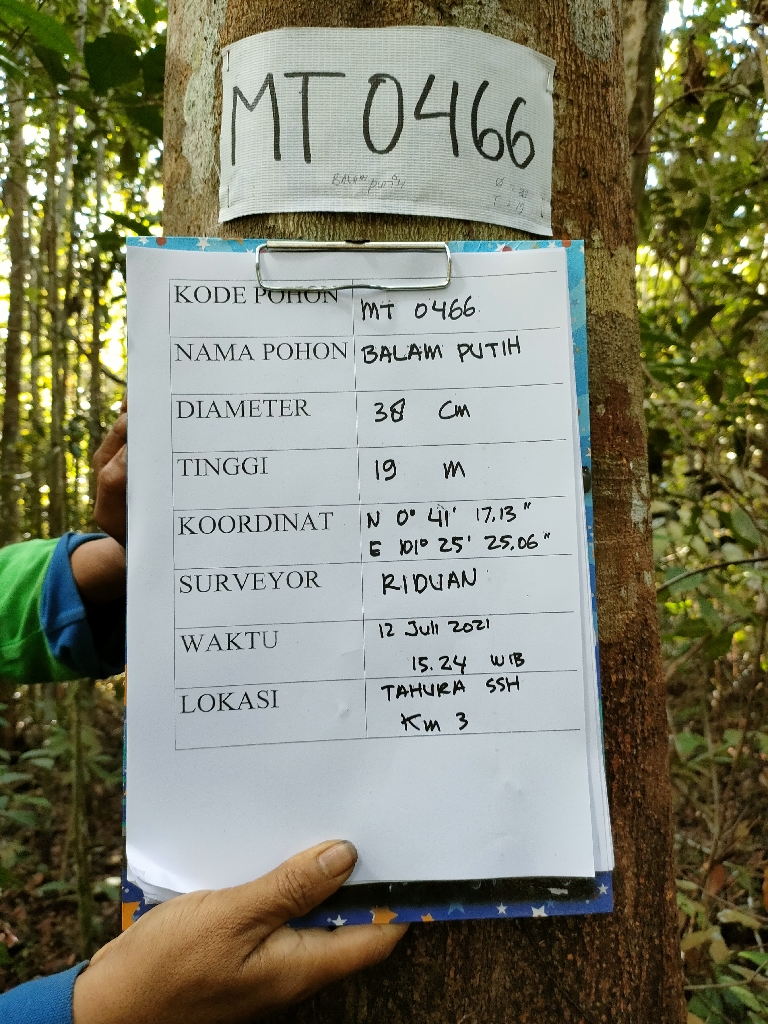 MT 0466
BALAM PUTIH
KODE POHON MT 0466
NAMA POHON BALAM PUTIH
DIAMETER 38 Cm
TINGGI 19 m
KOORDINAT N 0° 41' 17.13"
E 101° 25' 25.06"
SURVEYOR RIDUAN
WAKTU 12 Juli 2021
15.24 WIB
LOKASI TAHURA SSH
Km 3